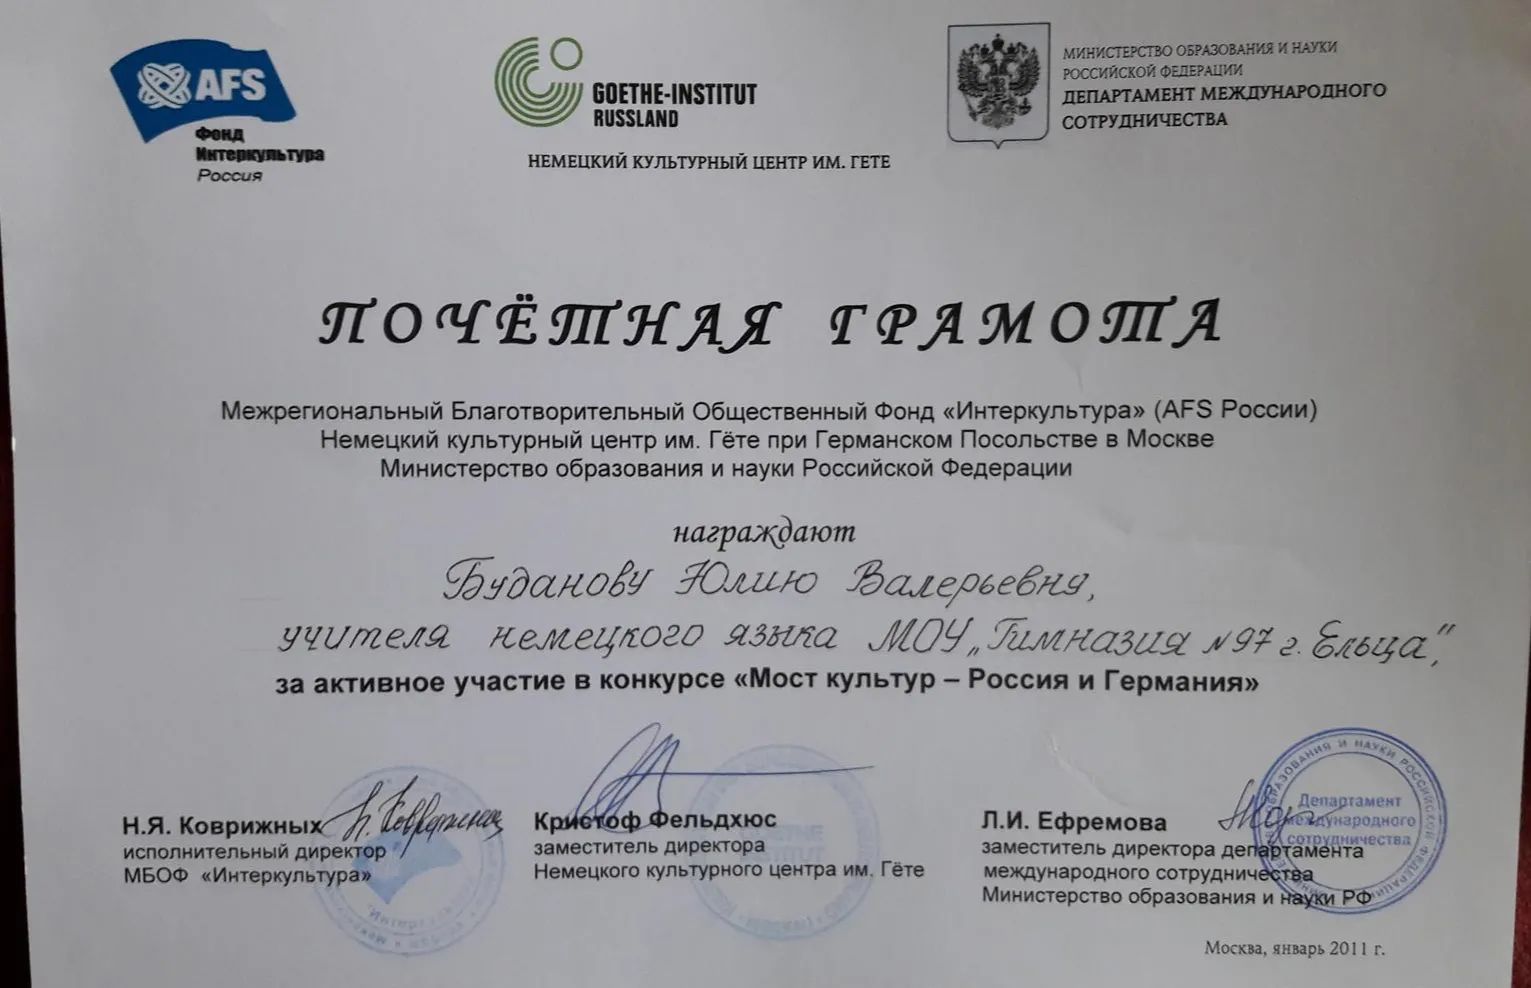 AFS
Фонд
Интеркультура
Россия
GOETHE-INSTITUT
RUSSLAND
НЕМЕЦКИЙ КУЛЬТУРНЫЙ ЦЕНТР ИМ. ГЕТЕ
МИНИСТЕРСТВО ОБРАЗОВАНИЯ И НАУКИ
РОССИЙСКОЙ ФЕДЕРАЦИИ
ДЕПАРТАМЕНТ МЕЖДУНАРОДНОГО
СОТРУДНИЧЕСТВА
ПОЧЁТНАЯ ГРАМОТА
Межрегиональный Благотворительный Общественный Фонд «Интеркультура» (AFS России)
Немецкий культурный центр им. Гёте при Германском Посольстве в Москве
Министерство образования и науки Российской Федерации
награждают
Буданову Юлию Валерьевну,
учителя немецкого языка МОУ „Гимназия №97 г. Ельца",
за активное участие в конкурсе «Мост культур – Россия и Германия»
Н.Я. Коврижных
исполнительный директор
МБОФ «Интеркультура»
Кристоф Фельдхюс
заместитель директора
Немецкого культурного центра им. Гёте
Л.И. Ефремова
заместитель директора департамента
международного сотрудничества
Министерство образования и науки РФ
Департамент
международного
сотрудничества
GOETHE
INSTITUT
Москва, январь 2011 г.